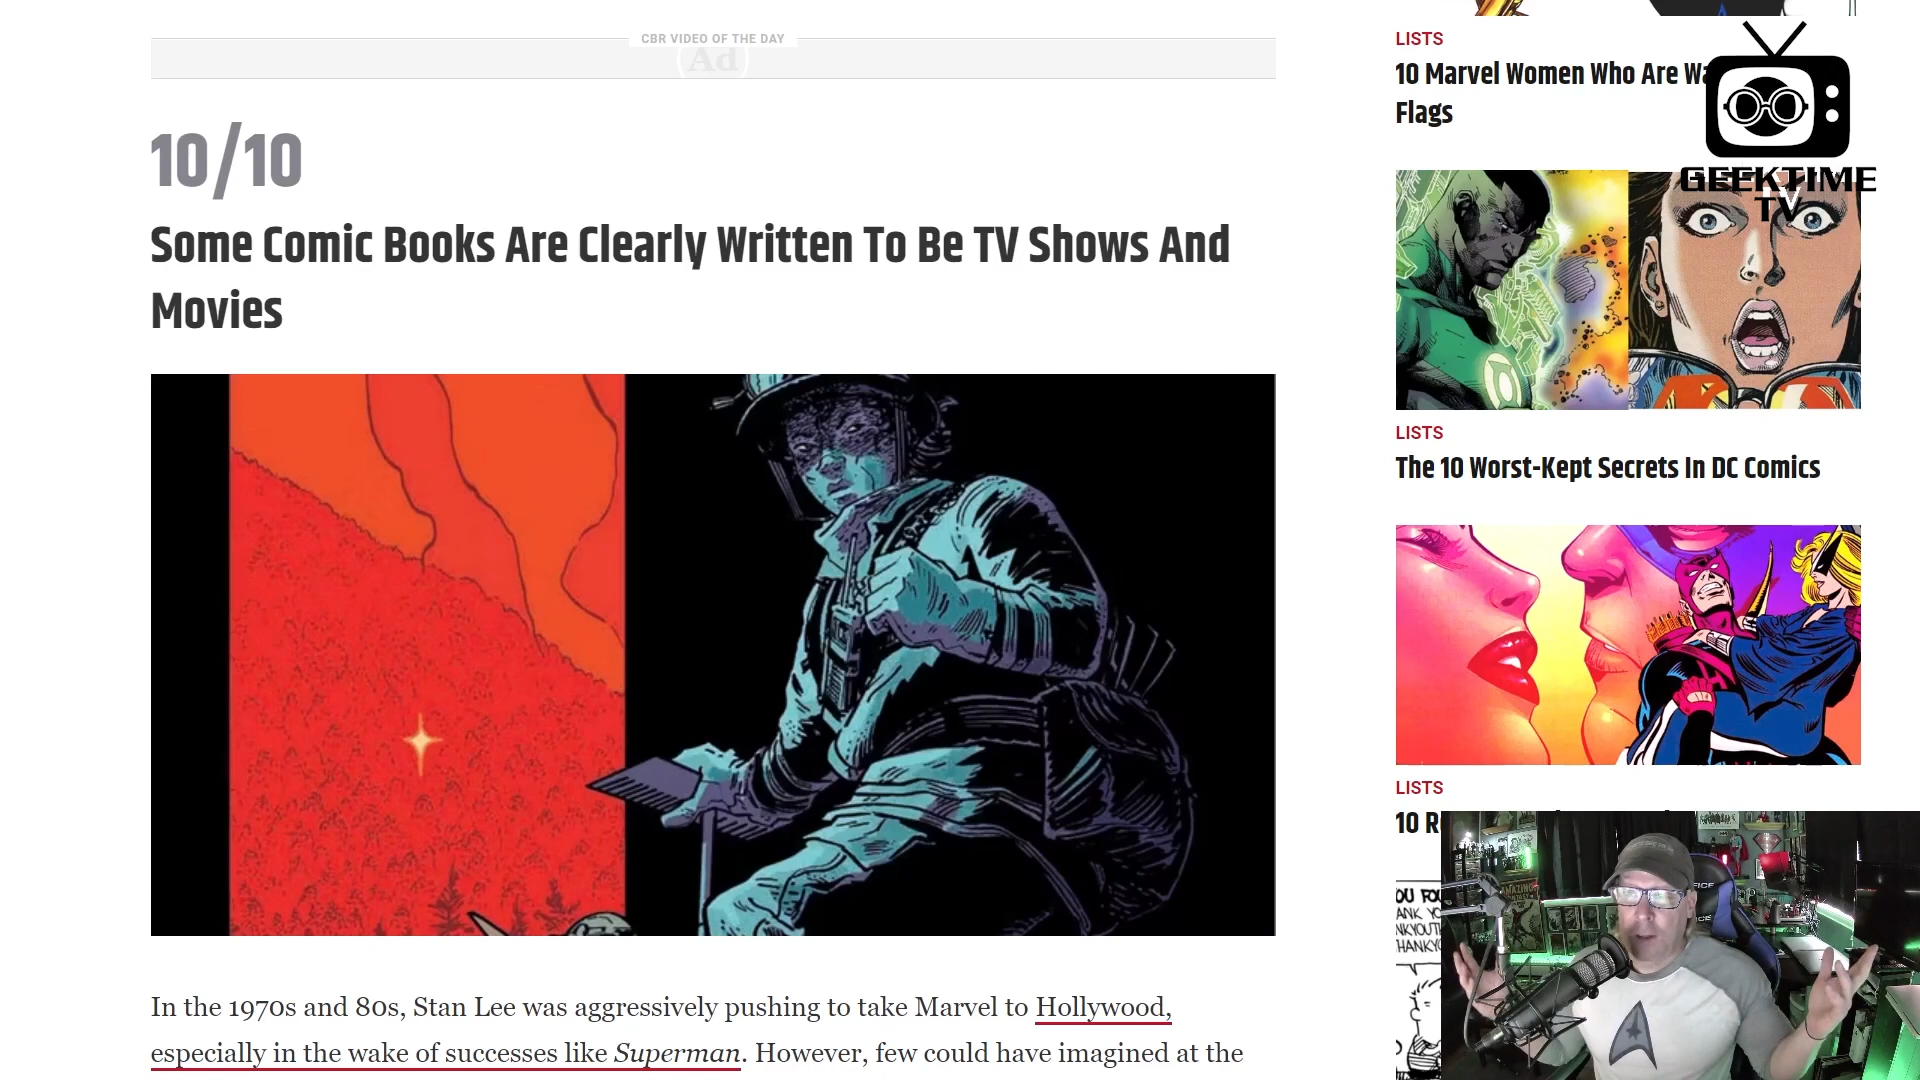 CBR VIDEO OF THE DAY
Ad
10/10
Some Comic Books Are Clearly Written To Be TV Shows And
Movies
In the 1970s and 80s, Stan Lee was aggressively pushing to take Marvel to Hollywood,
especially in the wake of successes like Superman. However, few could have imagined at the
LISTS
10 Marvel Women Who Are
Flags
GEEKTIME
TV
LISTS
The 10 Worst-Kept Secrets In DC Comics
LISTS
10
AMAZING